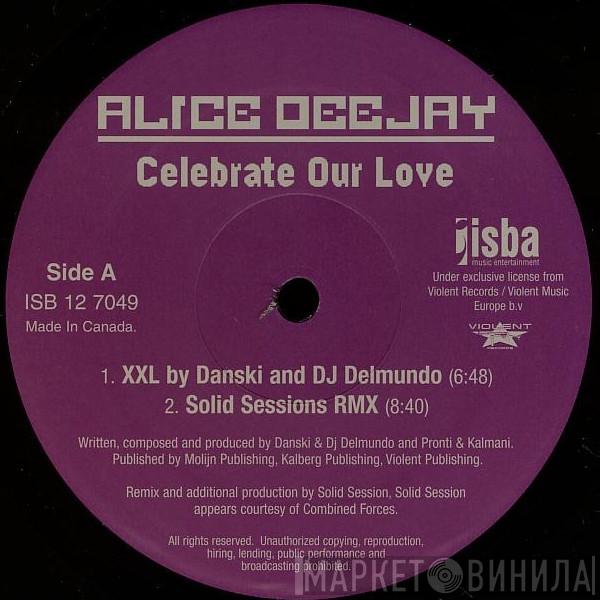 ALICE DEEJAY
Celebrate Our Love
isba
music entertainment
Under exclusive license from
Violent Records / Violent Music
Europe b.v
VIOLENT
RECORDS
Side A
ISB 12 7049
Made In Canada.
1. XXL by Danski and DJ Delmundo (6:48)
2. Solid Sessions RMX (8:40)
Written, composed and produced by Danski & Dj Delmundo and Pronti & Kalmani.
Published by Molijn Publishing, Kalberg Publishing, Violent Publishing.
Remix and additional production by Solid Session, Solid Session
appears courtesy of Combined Forces.
All rights reserved. Unauthorized copying, reproduction,
hiring, lending, public performance and
broadcasting prohibited.
МАРКЕТ ВИНИЛА